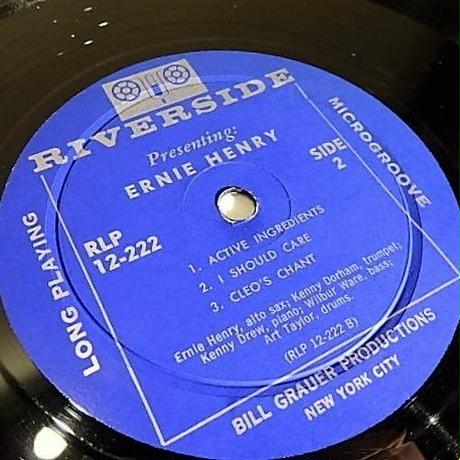 RIVERSIDE
Presenting:
ERNIE HENRY
LONG PLAYING
MICROGROOVE
RLP
12-222
SIDE
2
1. ACTIVE INGREDIENTS
2. I SHOULD CARE
3. CLEO'S CHANT
Ernie Henry, alto sax; Kenny Dorham, trumpet;
Kenny Drew, piano; Wilbur Ware, bass;
Art Taylor, drums.
(RLP 12-222 B)
BILL GRAUER PRODUCTIONS
NEW YORK CITY